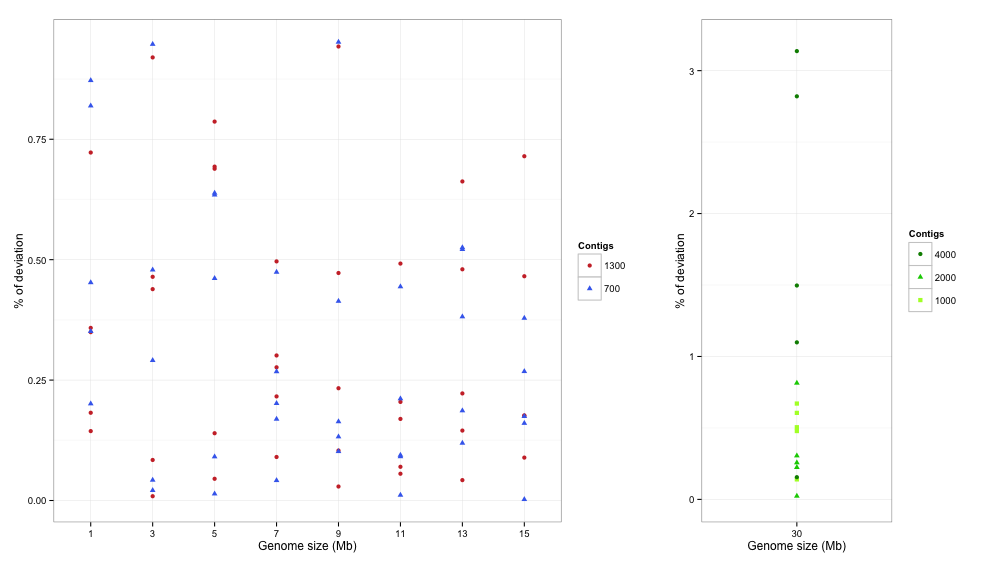 % of deviation
0.75
0.50
0.25
0.00
1 3 5 7 9 11 13 15
Genome size (Mb)
Contigs
1300
700
% of deviation
3
2
1
0
30
Genome size (Mb)
Contigs
4000
2000
1000